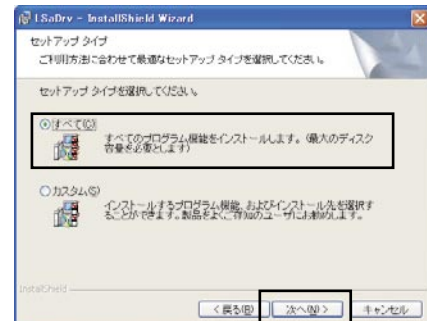 LSaDrv - InstallShield Wizard
セットアップ タイプ
ご利用方法に合わせて最適なセットアップ タイプを選択してください。
セットアップ タイプを選択してください。
すべて(C)
すべてのプログラム機能をインストールします。(最大のディスク
容量を必要とします)
カスタム(S)
インストールするプログラム機能、およびインストール先を選択す
ることができます。製品をよくご存知のユーザにお勧めします。
InstallShield
< 戻る(B)
次へ(N) >
キャンセル